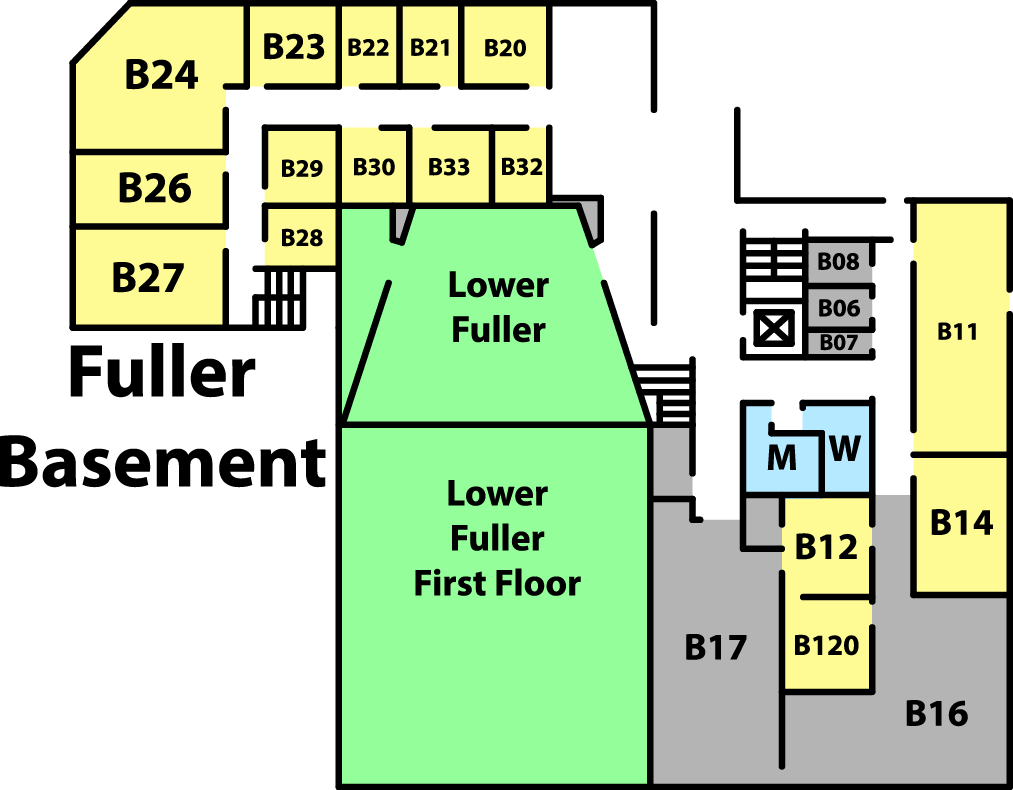 B24
B23
B22
B21
B20
B26
B29
B30
B33
B32
B27
B28
Fuller
Basement
Lower
Fuller
Lower
Fuller
First Floor
B08
B06
B07
B11
M
W
B14
B12
B120
B17
B16